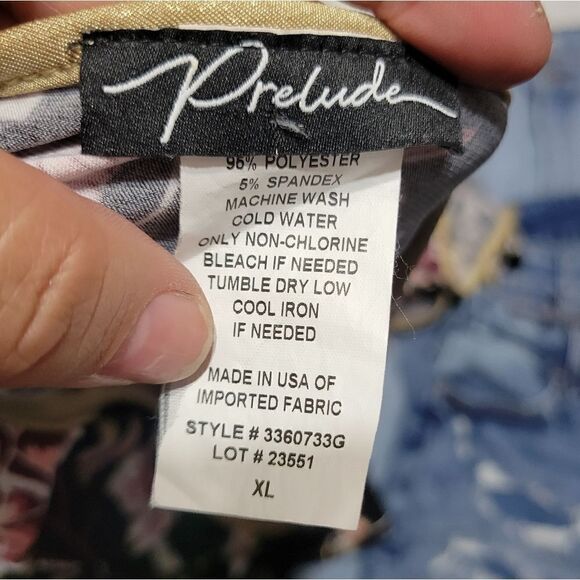 Prelude
95% POLYESTER
5% SPANDEX
MACHINE WASH
COLD WATER
ONLY NON-CHLORINE
BLEACH IF NEEDED
TUMBLE DRY LOW
COOL IRON
IF NEEDED
MADE IN USA OF
IMPORTED FABRIC
STYLE # 3360733G
LOT # 23551
XL